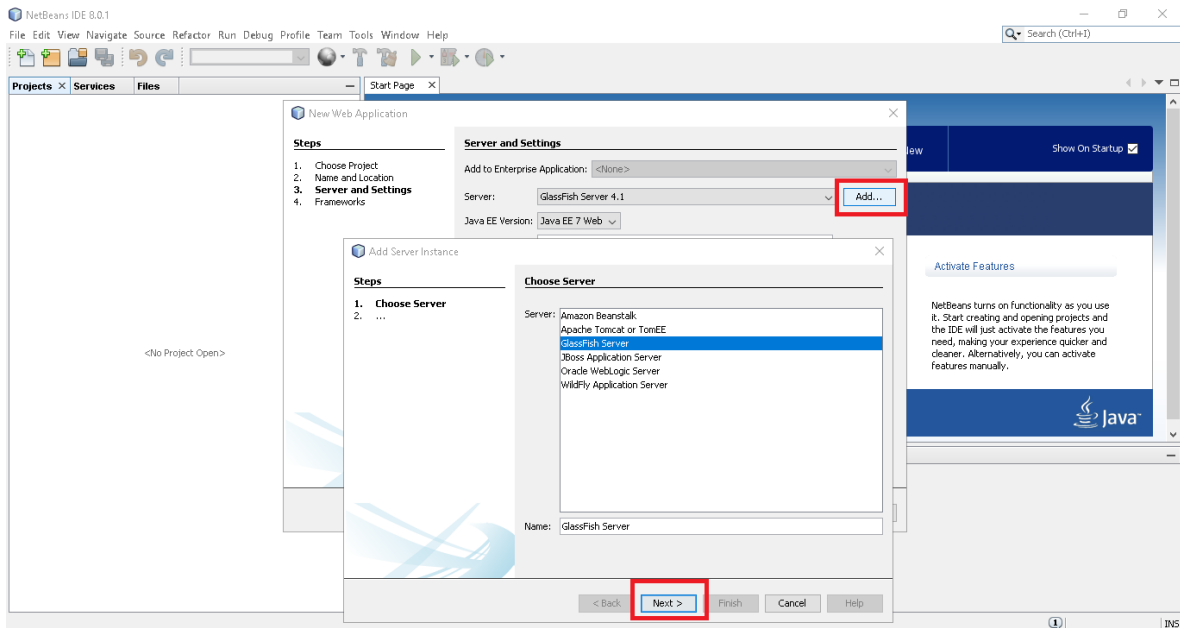 NetBeans IDE 8.0.1
File Edit View Navigate Source Refactor Run Debug Profile Team Tools Window Help
Search (Ctrl+I)
Projects Services Files
Start Page
New Web Application
Steps
1. Choose Project
2. Name and Location
3. Server and Settings
4. Frameworks
Server and Settings
Add to Enterprise Application: <None>
Server: GlassFish Server 4.1
Add...
Java EE Version: Java EE 7 Web
Show On Startup
Add Server Instance
Steps
1. Choose Server
2. ...
Choose Server
Server: Amazon Beanstalk
Apache Tomcat or TomEE
GlassFish Server
JBoss Application Server
Oracle WebLogic Server
WildFly Application Server
Name: GlassFish Server
< Back Next > Finish Cancel Help
<No Project Open>
Activate Features
NetBeans turns on functionality as you use
it. Start creating and opening projects and
the IDE will just activate the features you
need, making your experience quicker and
cleaner. Alternatively, you can activate
features manually.
Java
1
INS